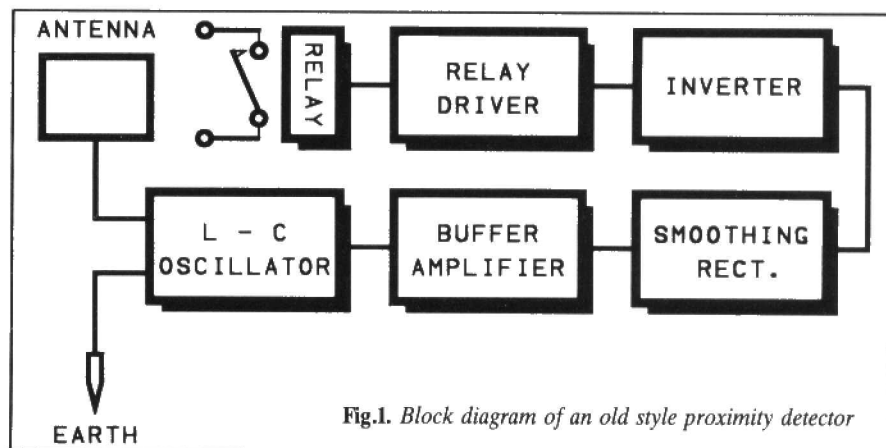 ANTENNA
RELAY
RELAY
DRIVER
INVERTER
L - C
OSCILLATOR
BUFFER
AMPLIFIER
SMOOTHING
RECT.
EARTH
Fig.1. Block diagram of an old style proximity detector